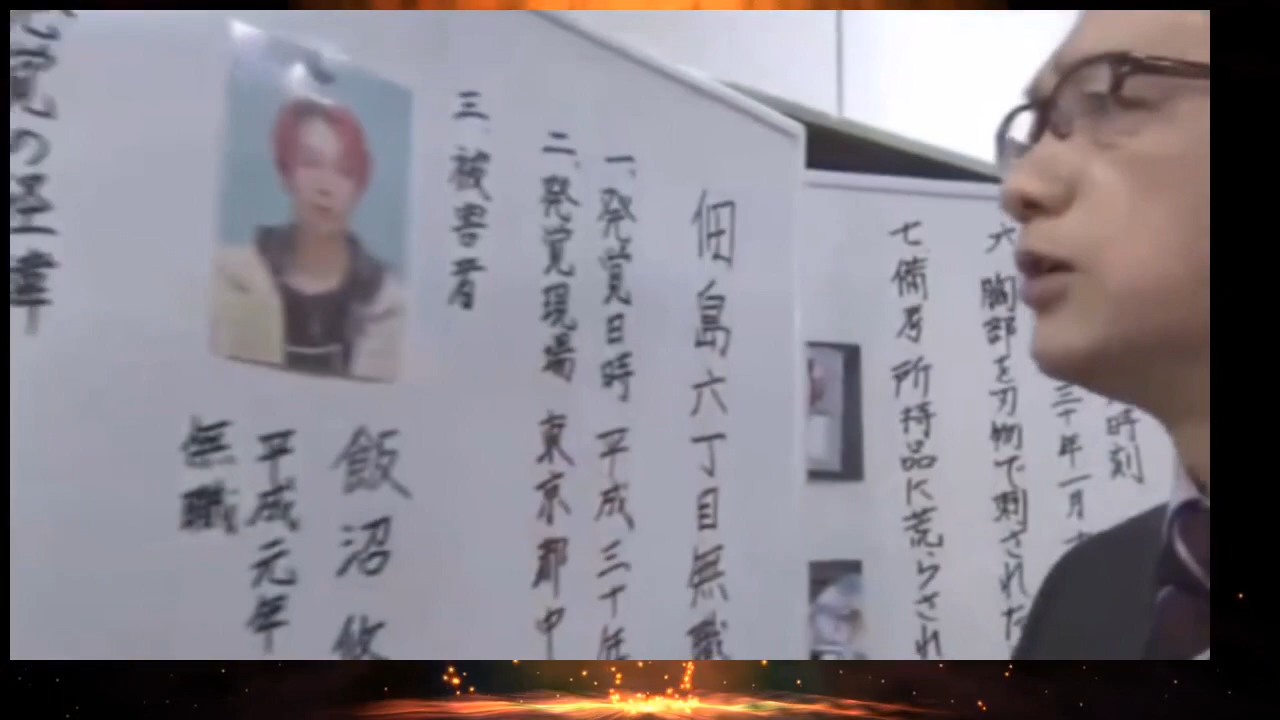 時刻
三十年一月
六、胸部を刃物で刺された
七、備考 所持品に荒らされ
佃島六丁目無職
一、発覚日時 平成三十年
二、発覚現場 東京都中
三、被害者
飯沼
平成元年
無職